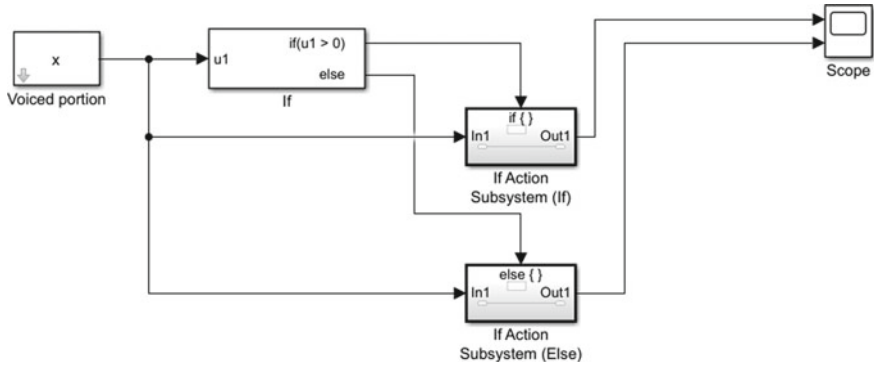 x
Voiced portion
u1
if(u1 > 0)
else
If
Scope
if { }
In1
Out1
If Action
Subsystem (If)
else { }
In1
Out1
If Action
Subsystem (Else)